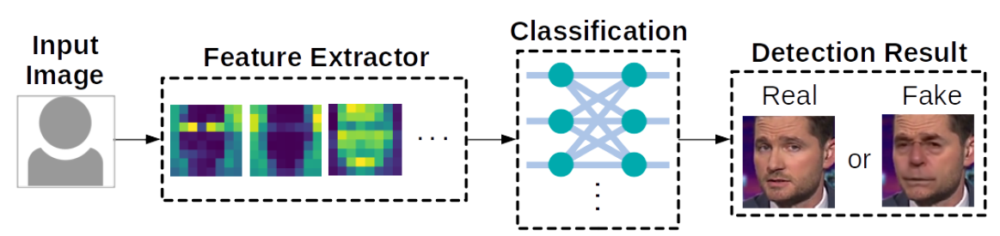 Input
Image
Feature Extractor
. . .
Classification
Detection Result
Real
Fake
or